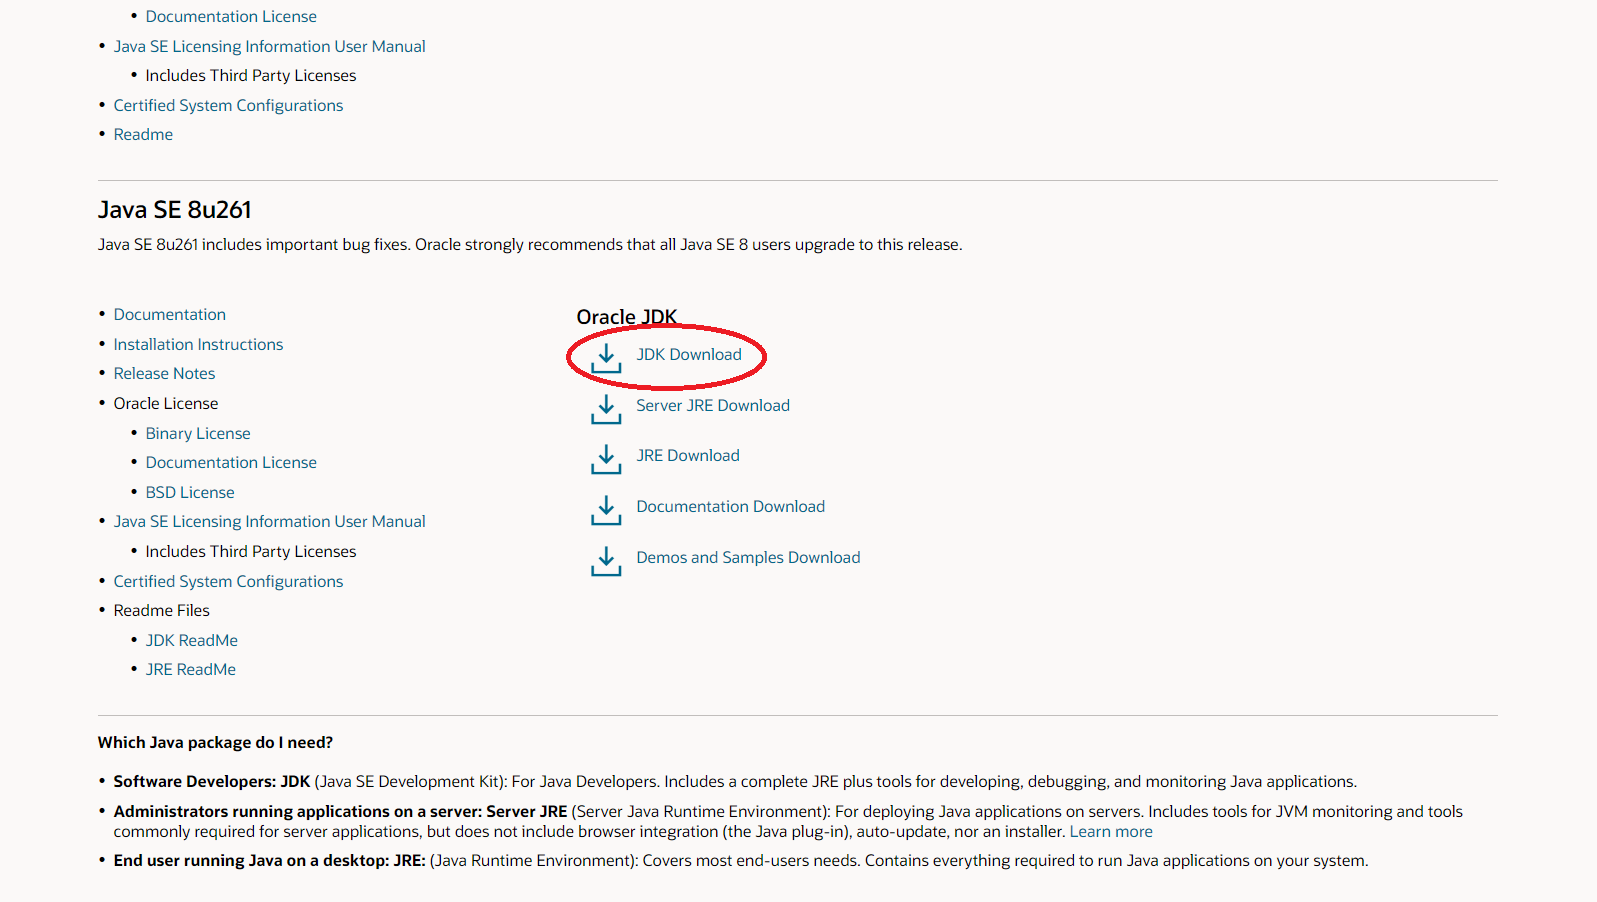 Documentation License
Java SE Licensing Information User Manual
Includes Third Party Licenses
Certified System Configurations
Readme
Java SE 8u261
Java SE 8u261 includes important bug fixes. Oracle strongly recommends that all Java SE 8 users upgrade to this release.
Documentation
Installation Instructions
Release Notes
Oracle License
Binary License
Documentation License
BSD License
Java SE Licensing Information User Manual
Includes Third Party Licenses
Certified System Configurations
Readme Files
JDK ReadMe
JRE ReadMe
Oracle JDK
JDK Download
Server JRE Download
JRE Download
Documentation Download
Demos and Samples Download
Which Java package do I need?
Software Developers: JDK (Java SE Development Kit): For Java Developers. Includes a complete JRE plus tools for developing, debugging, and monitoring Java applications.
Administrators running applications on a server: Server JRE (Server Java Runtime Environment): For deploying Java applications on servers. Includes tools for JVM monitoring and tools
commonly required for server applications, but does not include browser integration (the Java plug-in), auto-update, nor an installer. Learn more
End user running Java on a desktop: JRE: (Java Runtime Environment): Covers most end-users needs. Contains everything required to run Java applications on your system.